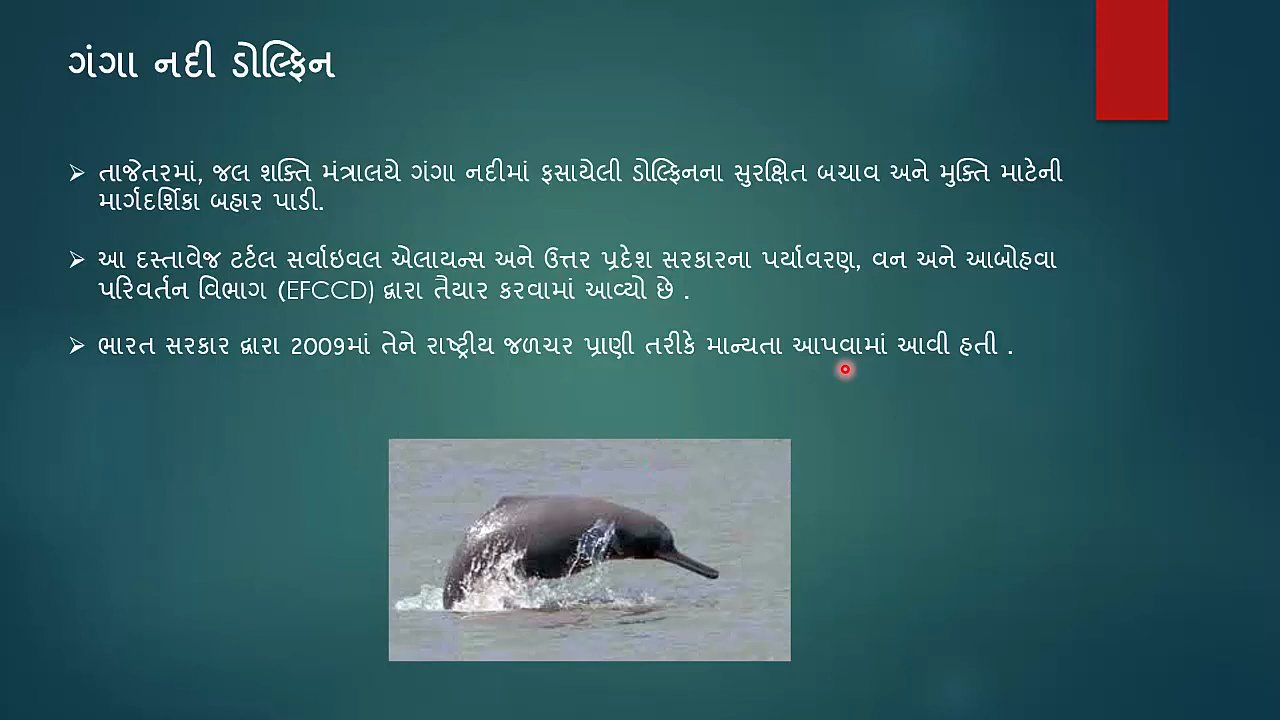 ગંગા નદી ડોલ્ફિન
તાજેતરમાં, જલ શક્તિ મંત્રાલયે ગંગા નદીમાં ફસાયેલી ડોલ્ફિનના સુરક્ષિત બચાવ અને મુક્તિ માટેની
માર્ગદર્શિકા બહાર પાડી.
આ દસ્તાવેજ ટર્ટલ સર્વાઇવલ એલાયન્સ અને ઉત્તર પ્રદેશ સરકારના પર્યાવરણ, વન અને આબોહવા
પરિવર્તન વિભાગ (EFCCD) દ્વારા તૈયાર કરવામાં આવ્યો છે .
ભારત સરકાર દ્વારા 2009માં તેને રાષ્ટ્રીય જળચર પ્રાણી તરીકે માન્યતા આપવામાં આવી હતી .